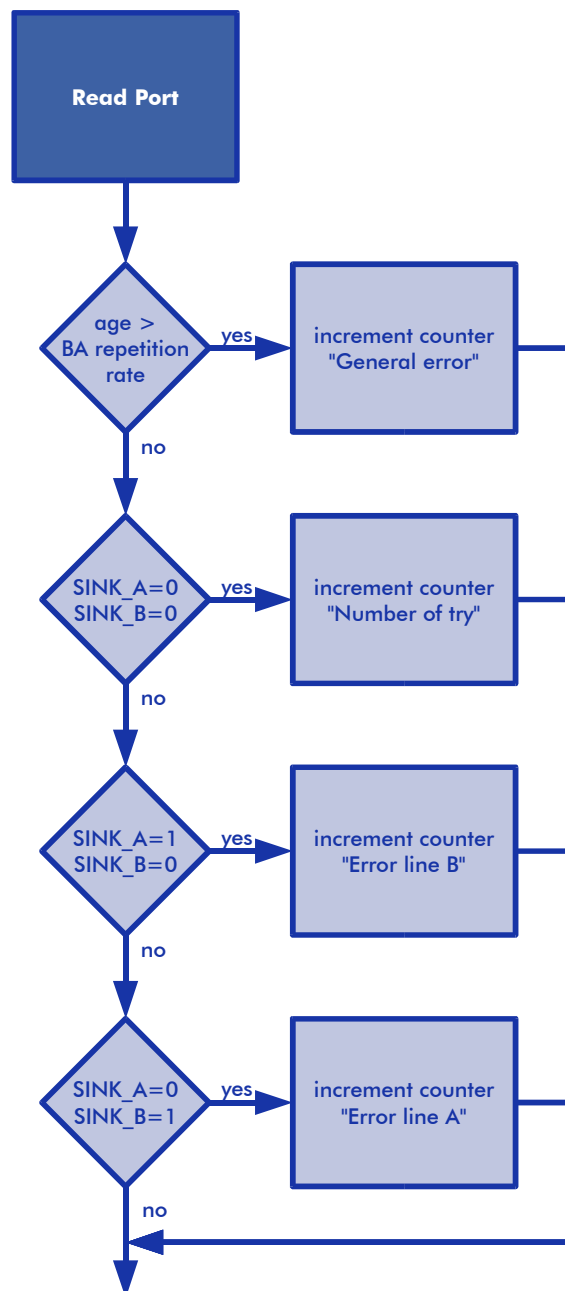 Read Port
age >
BA repetition
rate
yes
increment counter
"General error"
no
SINK_A=0
SINK_B=0
yes
increment counter
"Number of try"
no
SINK_A=1
SINK_B=0
yes
increment counter
"Error line B"
no
SINK_A=0
SINK_B=1
yes
increment counter
"Error line A"
no